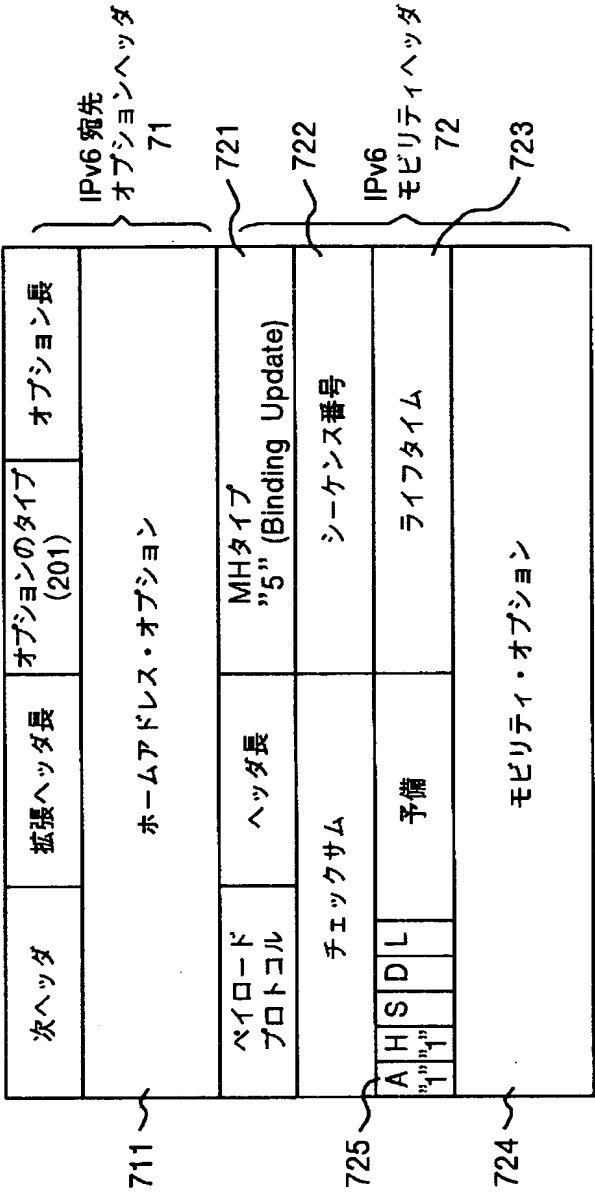 次ヘッダ
拡張ヘッダ長
オプションのタイプ
(201)
オプション長
IPv6 宛先
オプションヘッダ
71
711
ホームアドレス・オプション
ペイロード
プロトコル
ヘッダ長
MHタイプ
”5” (Binding Update)
721
チェックサム
シーケンス番号
722
IPv6
モビリティヘッダ
72
725
A
”1”
H
”1”
S
D
L
予備
ライフタイム
723
724
モビリティ・オプション